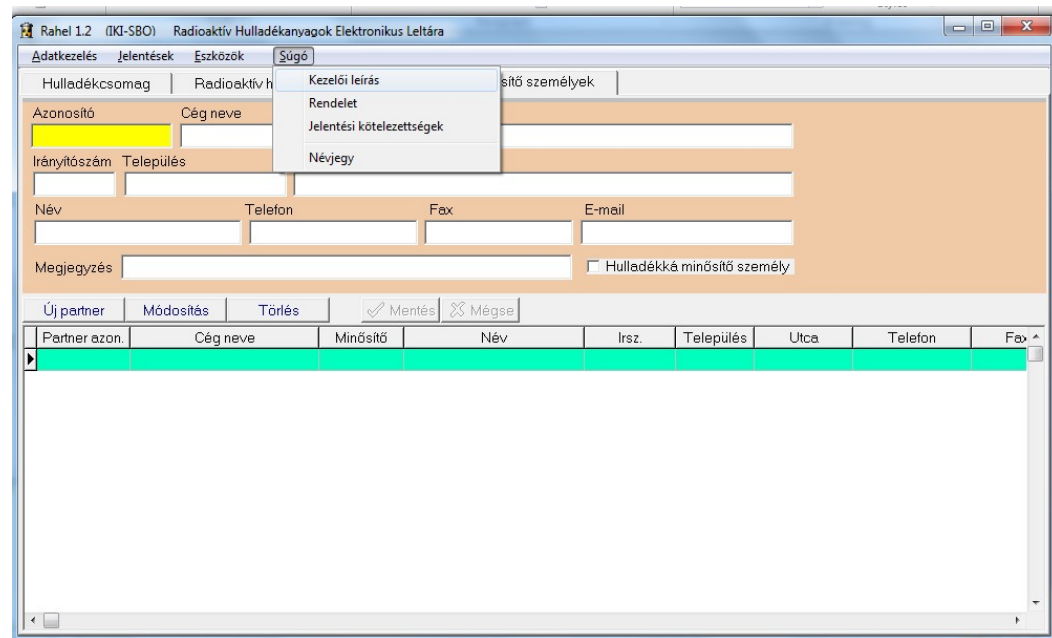 Rahel 1.2 (IKI-SBO) Radioaktív Hulladékanyagok Elektronikus Leltára
Adatkezelés Jelentések Eszközök Súgó
Kezelői leírás
Rendelet
Jelentési kötelezettségek
Névjegy
Hulladékcsomag Radioaktív h sítő személyek
Azonosító Cég neve
Irányítószám Település
Név Telefon Fax E-mail
Megjegyzés Hulladékká minősítő személy
Új partner Módosítás Törlés Mentés Mégse
Partner azon. Cég neve Minősítő Név Irsz. Település Utca Telefon Fax